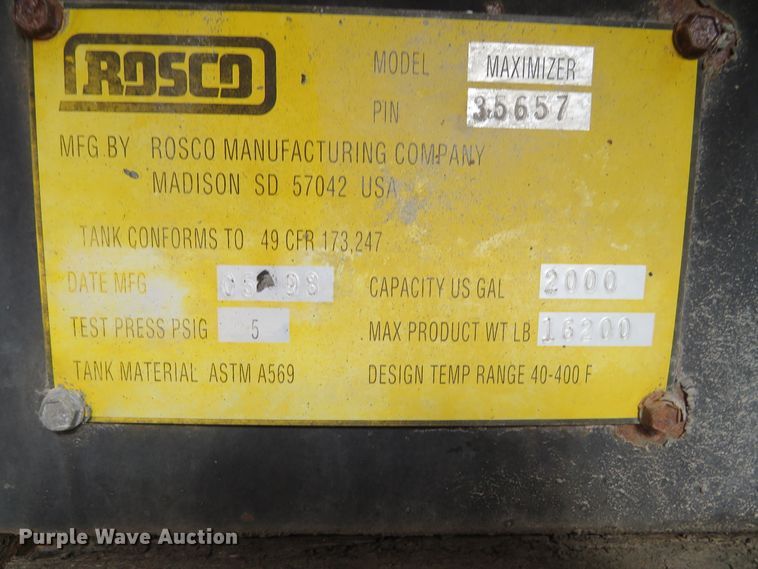 ROSCO
MODEL MAXIMIZER
PIN 35657
MFG BY ROSCO MANUFACTURING COMPANY
MADISON SD 57042 USA
TANK CONFORMS TO 49 CFR 173,247
DATE MFG 05 98 CAPACITY US GAL 2000
TEST PRESS PSIG 5 MAX PRODUCT WT LB 16200
TANK MATERIAL ASTM A569 DESIGN TEMP RANGE 40-400 F
Purple Wave Auction